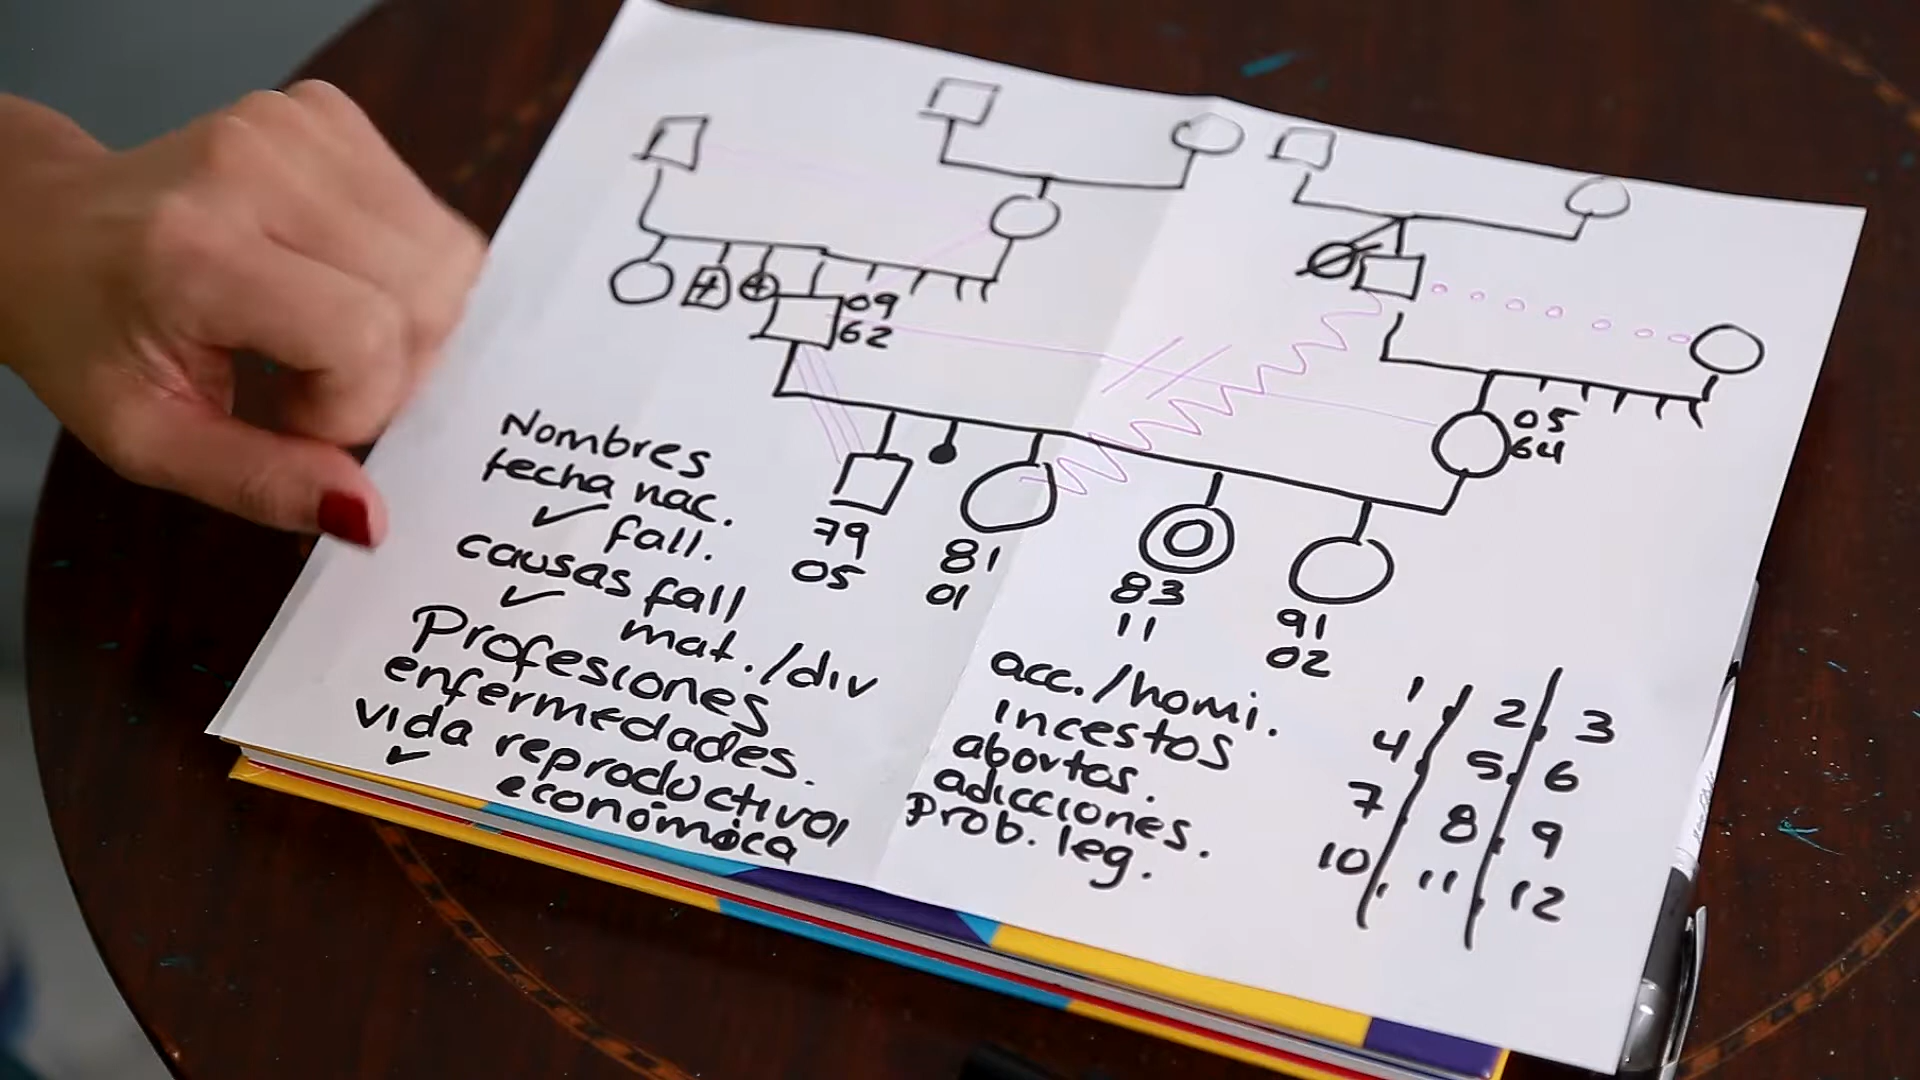 09
62
05
64
79
05
81
01
83
11
91
02
Nombres
fecha nac.
✓ fall.
causas fall
✓ mat./div
Profesiones
enfermedades.
vida reproductiva
✓ económica
acc./homi.
incestos
abortos.
adicciones.
Prob. leg.
1 / 2 / 3
4 / 5 / 6
7 / 8 / 9
10 / 11 / 12